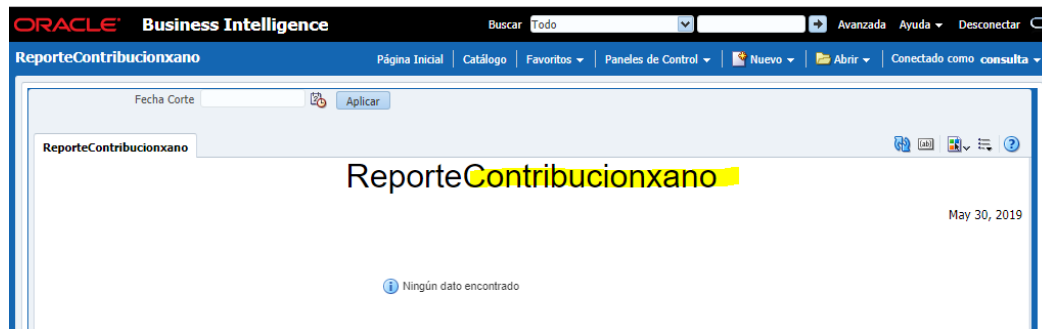 ORACLE Business Intelligence Buscar Todo Avanzada Ayuda Desconectar
ReporteContribucionxano Página Inicial Catálogo Favoritos Paneles de Control Nuevo Abrir Conectado como consulta
Fecha Corte Aplicar
ReporteContribucionxano
ReporteContribucionxano
May 30, 2019
Ningún dato encontrado